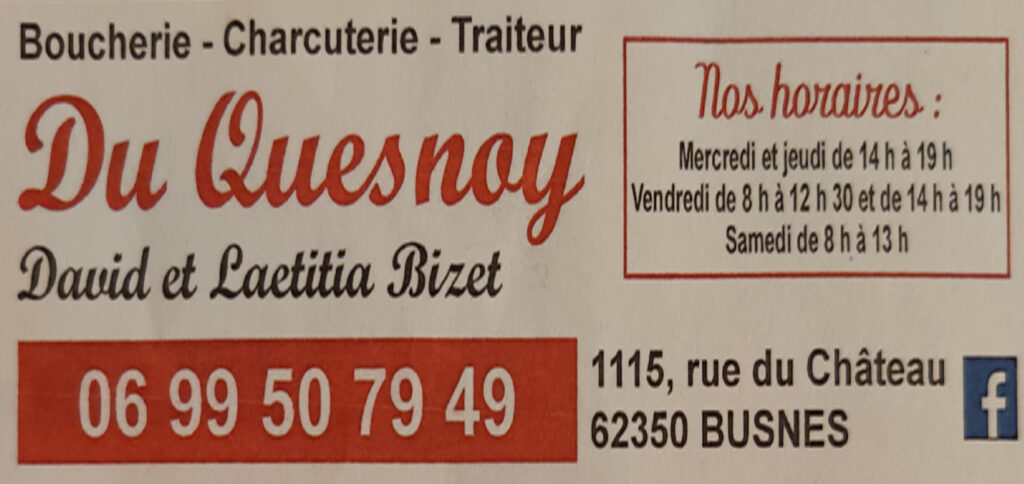 Boucherie - Charcuterie - Traiteur
Du Quesnoy
David et Laetitia Bizet
06 99 50 79 49
Nos horaires :
Mercredi et jeudi de 14 h à 19 h
Vendredi de 8 h à 12 h 30 et de 14 h à 19 h
Samedi de 8 h à 13 h
1115, rue du Château
62350 BUSNES
f